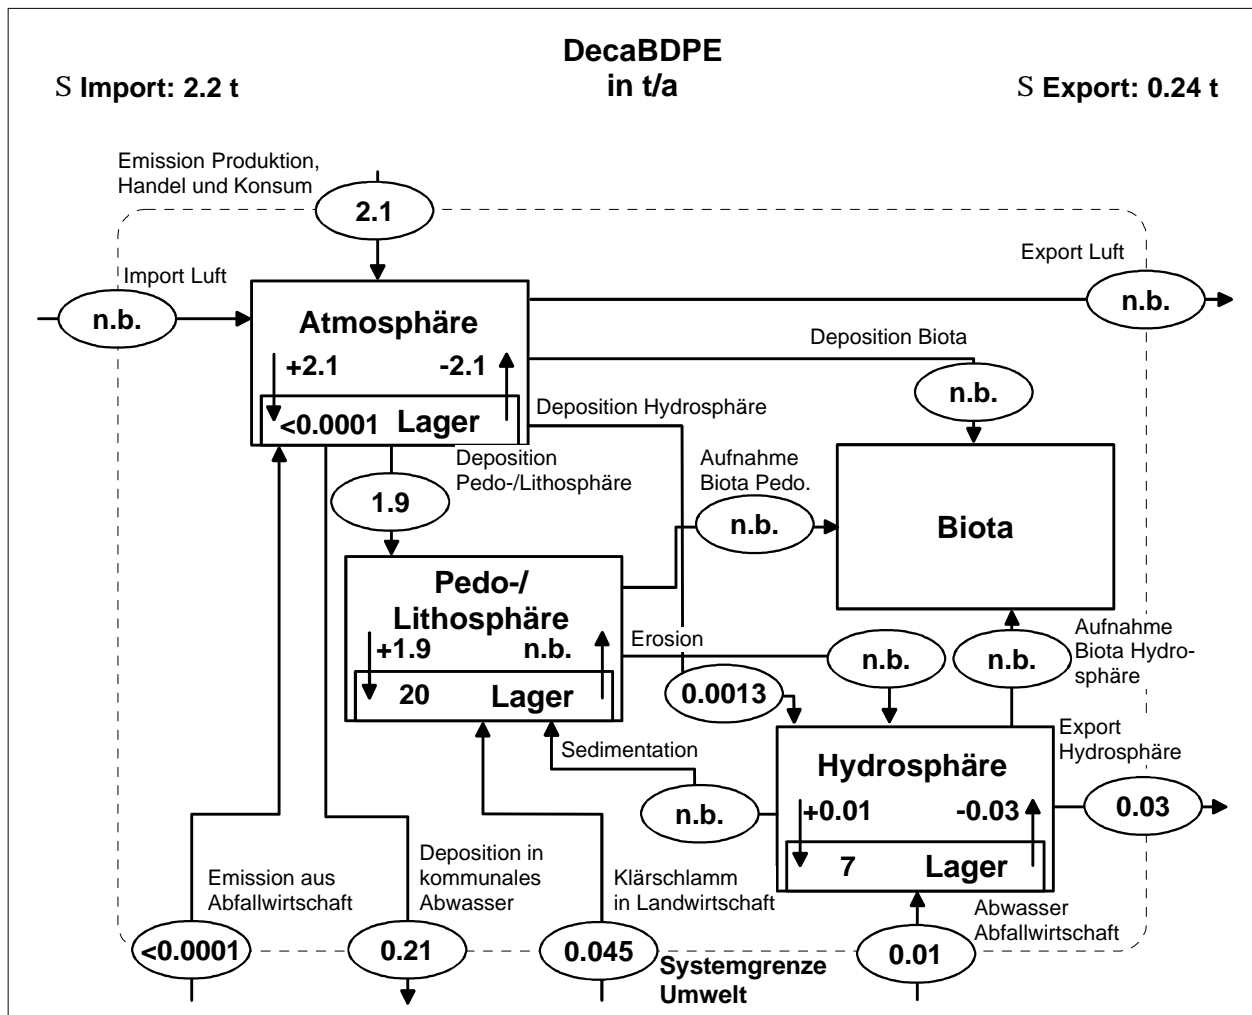 DecaBDPE
in t/a
S Import: 2.2 t
S Export: 0.24 t
Emission Produktion,
Handel und Konsum
2.1
Import Luft
n.b.
Export Luft
n.b.
Atmosphäre
+2.1
-2.1
<0.0001
Lager
Deposition Biota
n.b.
Deposition Hydrosphäre
Deposition
Pedo-/Lithosphäre
1.9
Aufnahme
Biota Pedo.
n.b.
Biota
Pedo-/
Lithosphäre
+1.9
n.b.
20
Lager
Erosion
n.b.
n.b.
Aufnahme
Biota Hydro-
sphäre
0.0013
Sedimentation
n.b.
Hydrosphäre
+0.01
-0.03
7
Lager
Export
Hydrosphäre
0.03
Emission aus
Abfallwirtschaft
<0.0001
Deposition in
kommunales
Abwasser
0.21
Klärschlamm
in Landwirtschaft
0.045
Abwasser
Abfallwirtschaft
0.01
Systemgrenze
Umwelt